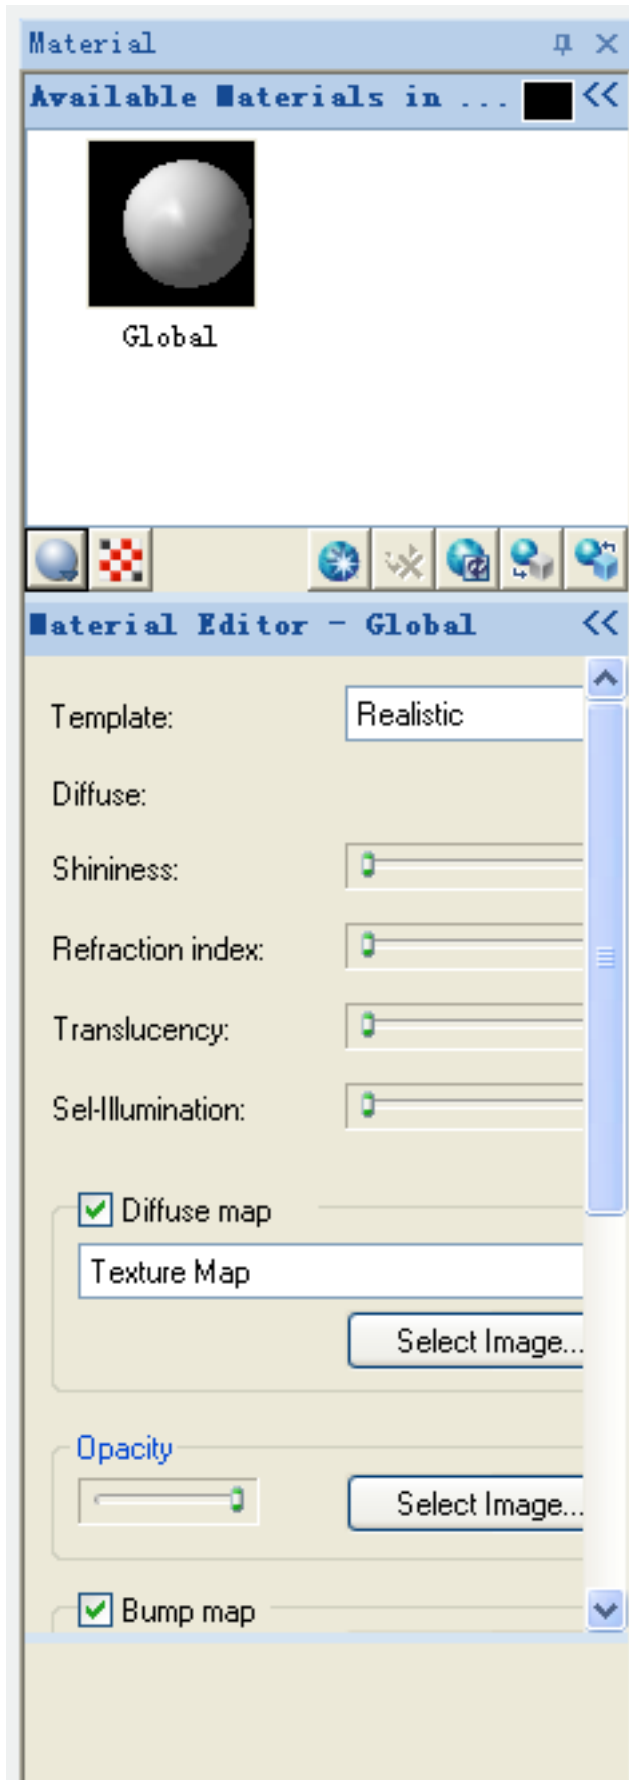 Material
Available Materials in ...
Global
Material Editor - Global
Template:
Realistic
Diffuse:
Shininess:
Refraction index:
Translucency:
Sel-Illumination:
Diffuse map
Texture Map
Select Image...
Opacity
Select Image...
Bump map